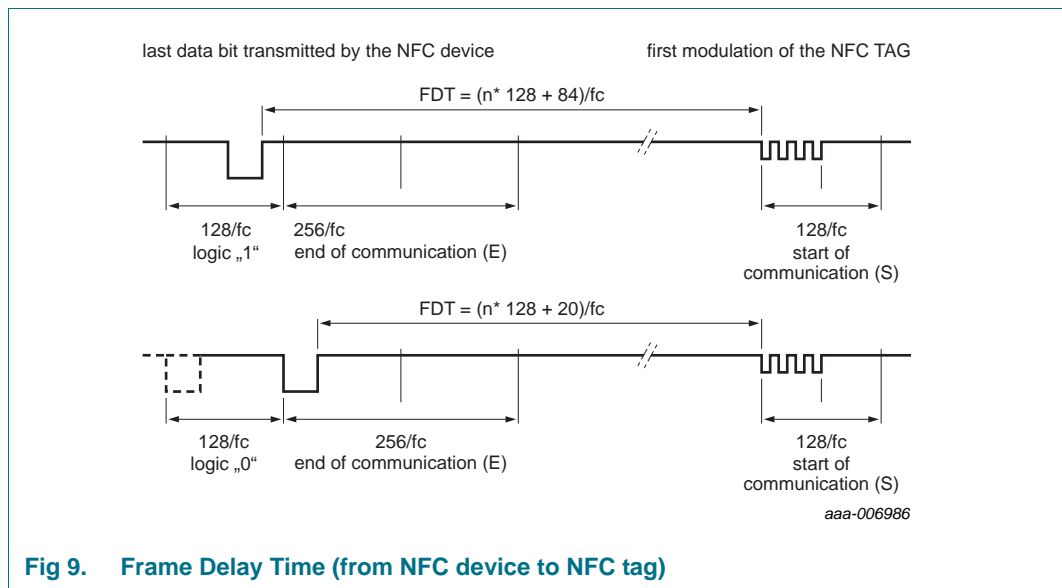 last data bit transmitted by the NFC device
first modulation of the NFC TAG
FDT = (n* 128 + 84)/fc
128/fc
logic „1“
256/fc
end of communication (E)
128/fc
start of
communication (S)
FDT = (n* 128 + 20)/fc
128/fc
logic „0“
256/fc
end of communication (E)
128/fc
start of
communication (S)
aaa-006986
Fig 9. Frame Delay Time (from NFC device to NFC tag)